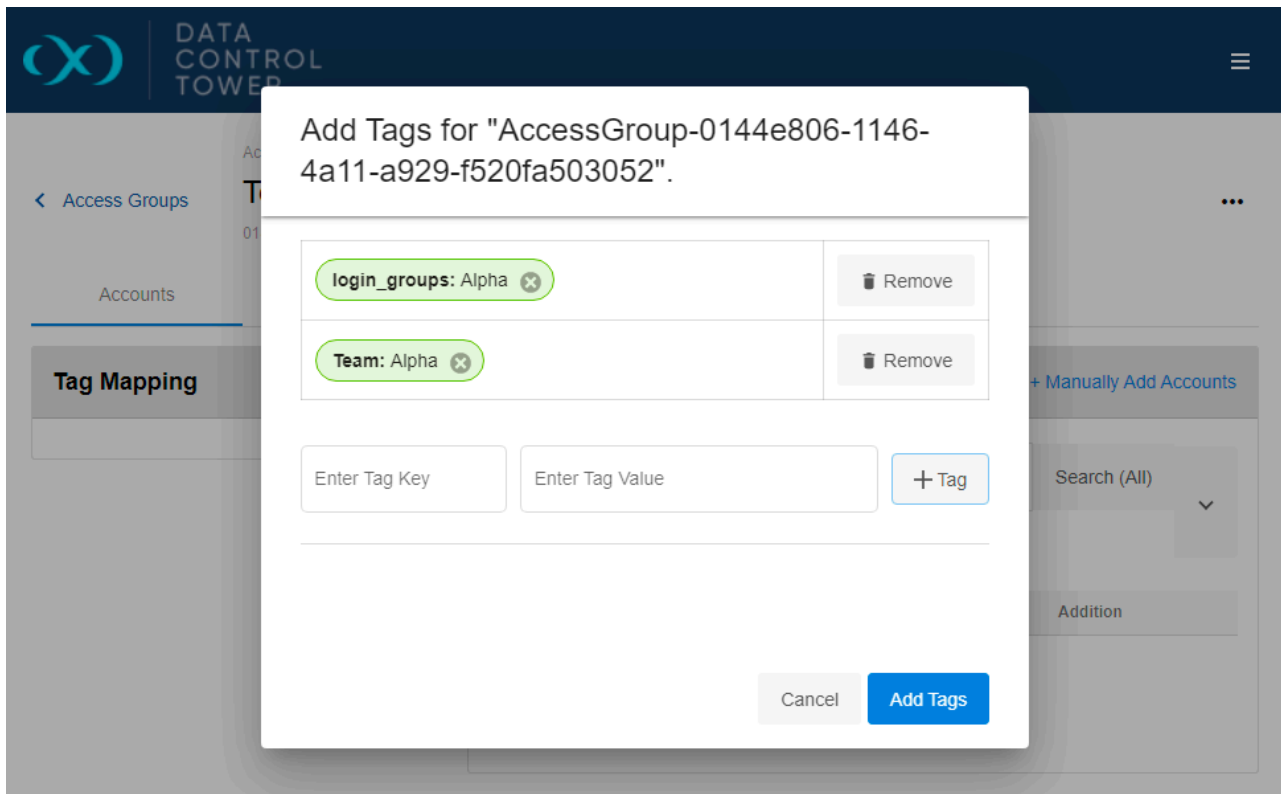 DATA
CONTROL
TOWER
Add Tags for "AccessGroup-0144e806-1146-
4a11-a929-f520fa503052".
Access Groups
01
Accounts
login_groups: Alpha
Remove
Team: Alpha
Remove
Tag Mapping
+ Manually Add Accounts
Enter Tag Key
Enter Tag Value
+ Tag
Search (All)
Addition
Cancel
Add Tags